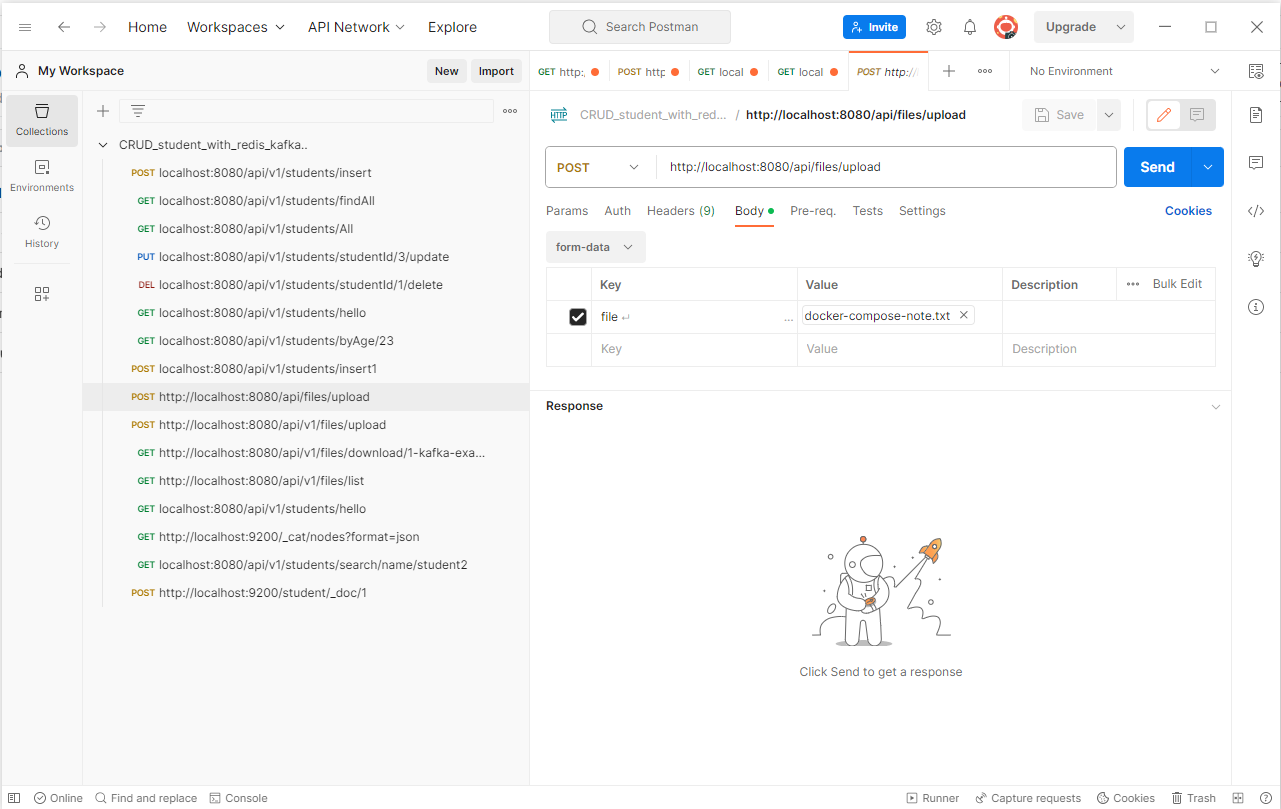 Home Workspaces API Network Explore Search Postman Invite Upgrade
My Workspace New Import GET http:, POST http GET local GET local POST http:// No Environment
Collections
Environments
History
CRUD_student_with_redis_kafka..
POST localhost:8080/api/v1/students/insert
GET localhost:8080/api/v1/students/findAll
GET localhost:8080/api/v1/students/All
PUT localhost:8080/api/v1/students/studentId/3/update
DEL localhost:8080/api/v1/students/studentId/1/delete
GET localhost:8080/api/v1/students/hello
GET localhost:8080/api/v1/students/byAge/23
POST localhost:8080/api/v1/students/insert1
POST http://localhost:8080/api/files/upload
POST http://localhost:8080/api/v1/files/upload
GET http://localhost:8080/api/v1/files/download/1-kafka-exa...
GET http://localhost:8080/api/v1/files/list
GET localhost:8080/api/v1/students/hello
GET http://localhost:9200/_cat/nodes?format=json
GET localhost:8080/api/v1/students/search/name/student2
POST http://localhost:9200/student/_doc/1
HTTP CRUD_student_with_red... / http://localhost:8080/api/files/upload Save
POST http://localhost:8080/api/files/upload Send
Params Auth Headers (9) Body Pre-req. Tests Settings Cookies
form-data
Key Value Description ••• Bulk Edit
file ... docker-compose-note.txt
Key Value Description
Response
Click Send to get a response
Online Find and replace Console Runner Capture requests Cookies Trash